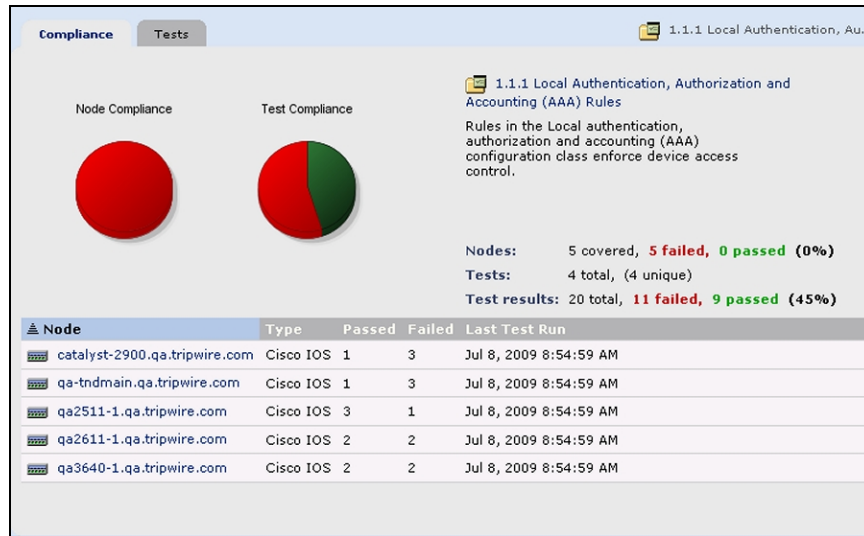 Compliance Tests
1.1.1 Local Authentication, Au.
Node Compliance
Test Compliance
1.1.1 Local Authentication, Authorization and
Accounting (AAA) Rules
Rules in the Local authentication,
authorization and accounting (AAA)
configuration class enforce device access
control.
Nodes: 5 covered, 5 failed, 0 passed (0%)
Tests: 4 total, (4 unique)
Test results: 20 total, 11 failed, 9 passed (45%)
Node Type Passed Failed Last Test Run
catalyst-2900.qa.tripwire.com Cisco IOS 1 3 Jul 8, 2009 8:54:59 AM
qa-tndmain.qa.tripwire.com Cisco IOS 1 3 Jul 8, 2009 8:54:59 AM
qa2511-1.qa.tripwire.com Cisco IOS 3 1 Jul 8, 2009 8:54:59 AM
qa2611-1.qa.tripwire.com Cisco IOS 2 2 Jul 8, 2009 8:54:59 AM
qa3640-1.qa.tripwire.com Cisco IOS 2 2 Jul 8, 2009 8:54:59 AM